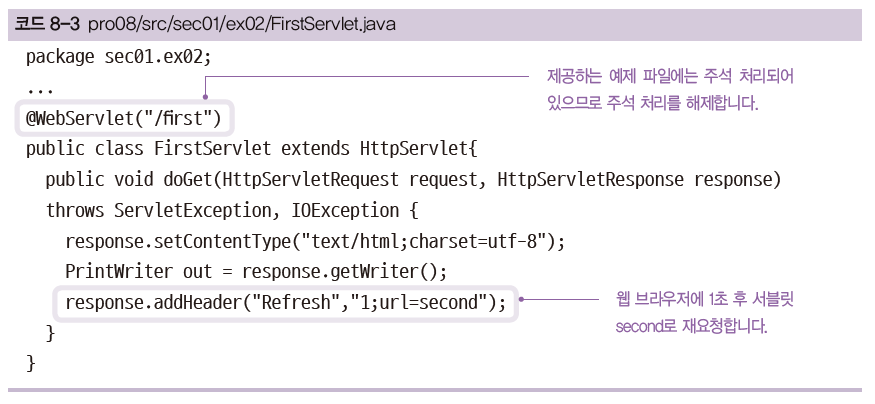 코드 8-3 pro08/src/sec01/ex02/FirstServlet.java
package sec01.ex02;
...
제공하는 예제 파일에는 주석 처리되어
있으므로 주석 처리를 해제합니다.
@WebServlet("/first")
public class FirstServlet extends HttpServlet{
public void doGet(HttpServletRequest request, HttpServletResponse response)
throws ServletException, IOException {
response.setContentType("text/html;charset=utf-8");
PrintWriter out = response.getWriter();
response.addHeader("Refresh","1;url=second");
웹 브라우저에 1초 후 서블릿
second로 재요청합니다.
}
}